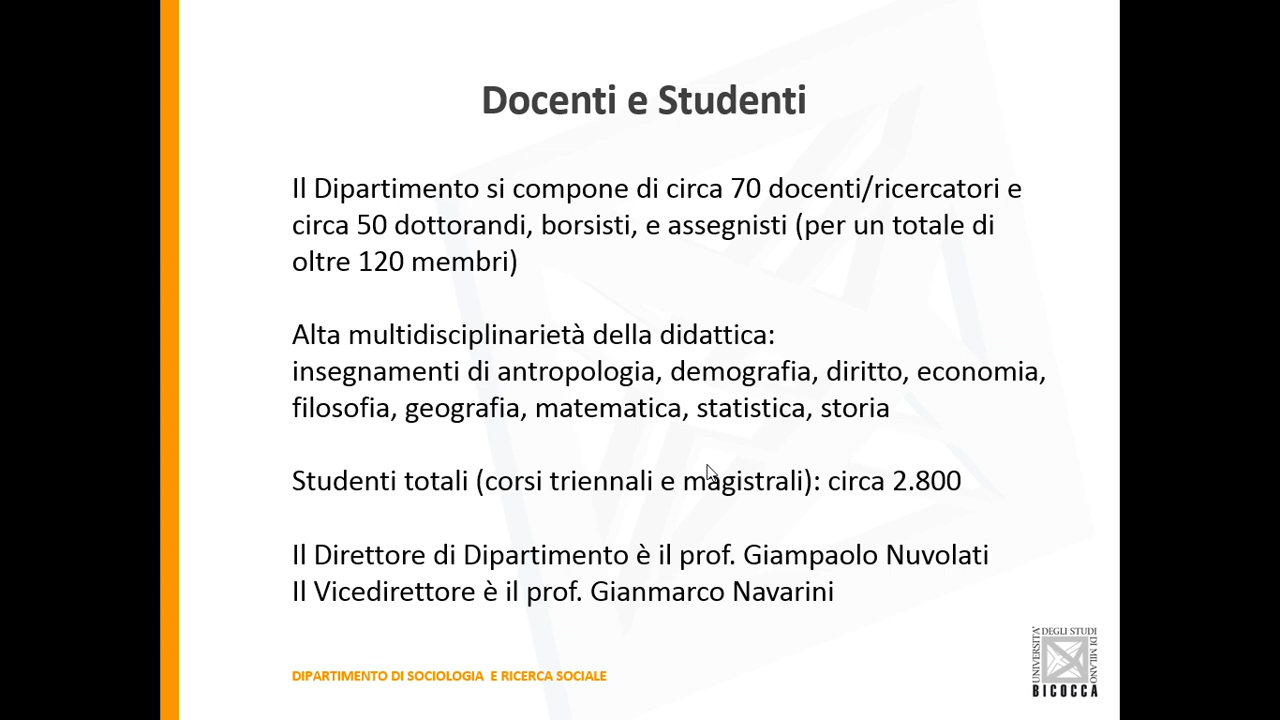 Docenti e Studenti
Il Dipartimento si compone di circa 70 docenti/ricercatori e
circa 50 dottorandi, borsisti, e assegnisti (per un totale di
oltre 120 membri)
Alta multidisciplinarietà della didattica:
insegnamenti di antropologia, demografia, diritto, economia,
filosofia, geografia, matematica, statistica, storia
Studenti totali (corsi triennali e magistrali): circa 2.800
Il Direttore di Dipartimento è il prof. Giampaolo Nuvolati
Il Vicedirettore è il prof. Gianmarco Navarini
DIPARTIMENTO DI SOCIOLOGIA E RICERCA SOCIALE
UNIVERSITA' DEGLI STUDI DI MILANO
BICOCCA